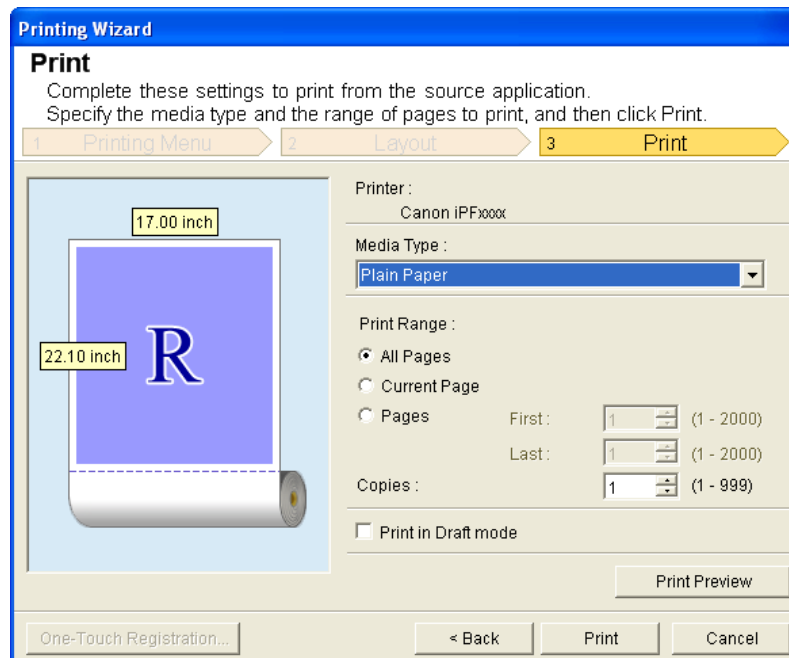 Printing Wizard
Print
Complete these settings to print from the source application.
Specify the media type and the range of pages to print, and then click Print.
1 Printing Menu 2 Layout 3 Print
17.00 inch
22.10 inch
R
Printer :
Canon iPFxxxx
Media Type :
Plain Paper
Print Range :
All Pages
Current Page
Pages First : 1 (1 - 2000)
Last : 1 (1 - 2000)
Copies : 1 (1 - 999)
Print in Draft mode
Print Preview
One-Touch Registration... < Back Print Cancel